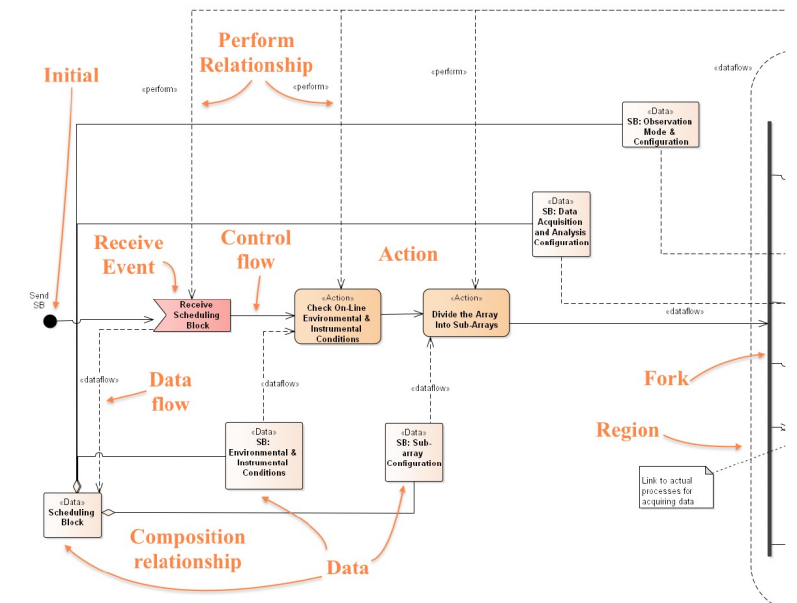 Perform
Relationship
Initial
«perform»
«perform»
«perform»
«dataflow»
«Data»
SB: Observation
Mode &
Configuration
«Data»
SB: Data
Acquisition
and Analysis
Configuration
Receive
Event
Control
flow
Action
Send
SB
Receive
Scheduling
Block
«Action»
Check On-Line
Environmental &
Instrumental
Conditions
«Action»
Divide the Array
Into Sub-Arrays
«dataflow»
«dataflow»
Data
flow
«dataflow»
«dataflow»
Fork
Region
«Data»
SB:
Environmental &
Instrumental
Conditions
«Data»
SB: Sub-
array
Configuration
Link to actual
processes for
acquiring data
«Data»
Scheduling
Block
Composition
relationship
Data